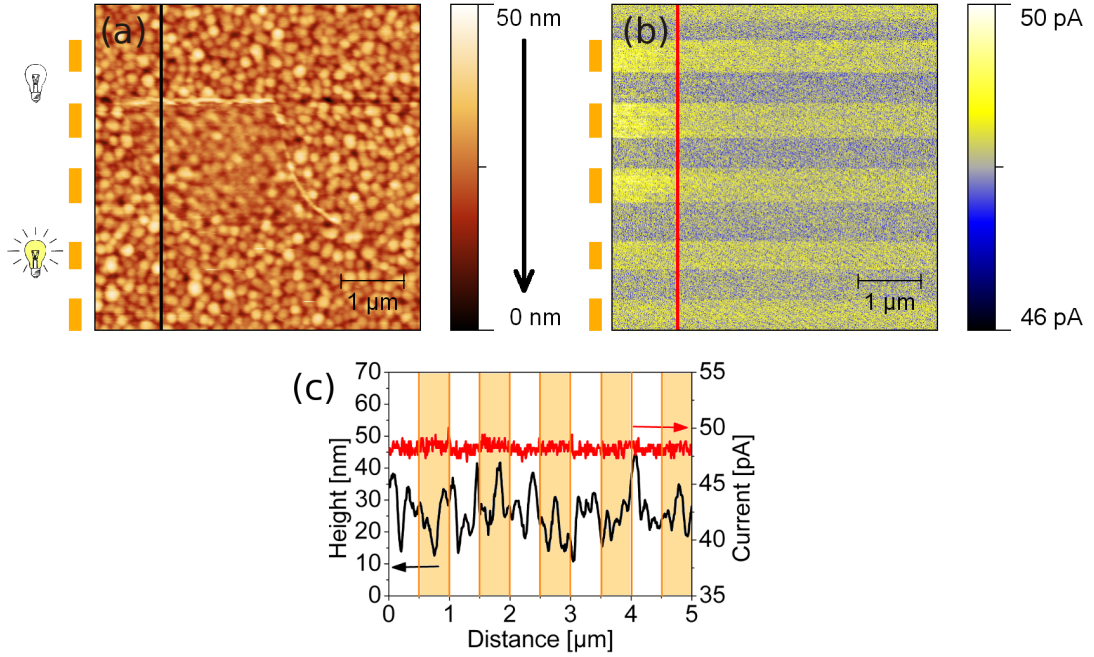 (a)
50 nm
0 nm
1 µm
(b)
50 pA
46 pA
1 µm
(c)
70
60
50
40
30
20
10
0
Height [nm]
55
50
45
40
35
Current [pA]
0 1 2 3 4 5
Distance [µm]